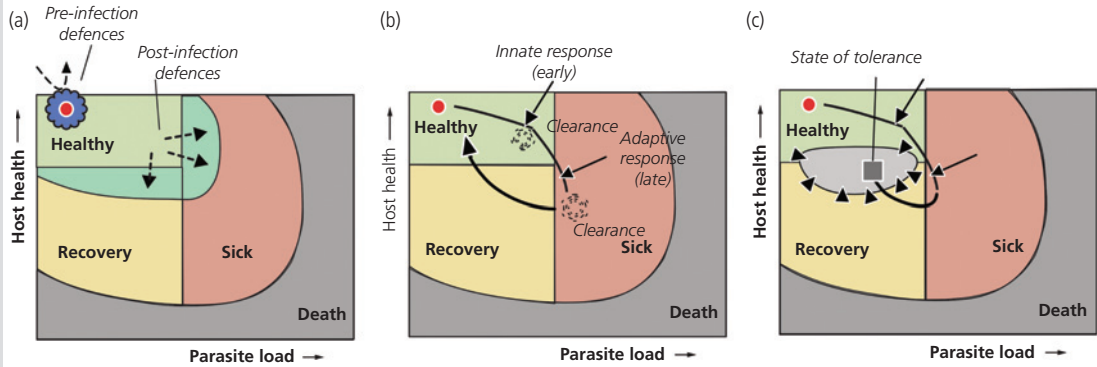 (a)
Pre-infection
defences
Post-infection
defences
Healthy
Recovery
Sick
Death
Host health →
Parasite load →
(b)
Innate response
(early)
Healthy
Clearance
Adaptive
response
(late)
Clearance
Recovery
Sick
Death
Host health →
Parasite load →
(c)
State of tolerance
Healthy
Recovery
Sick
Death
Host health →
Parasite load →